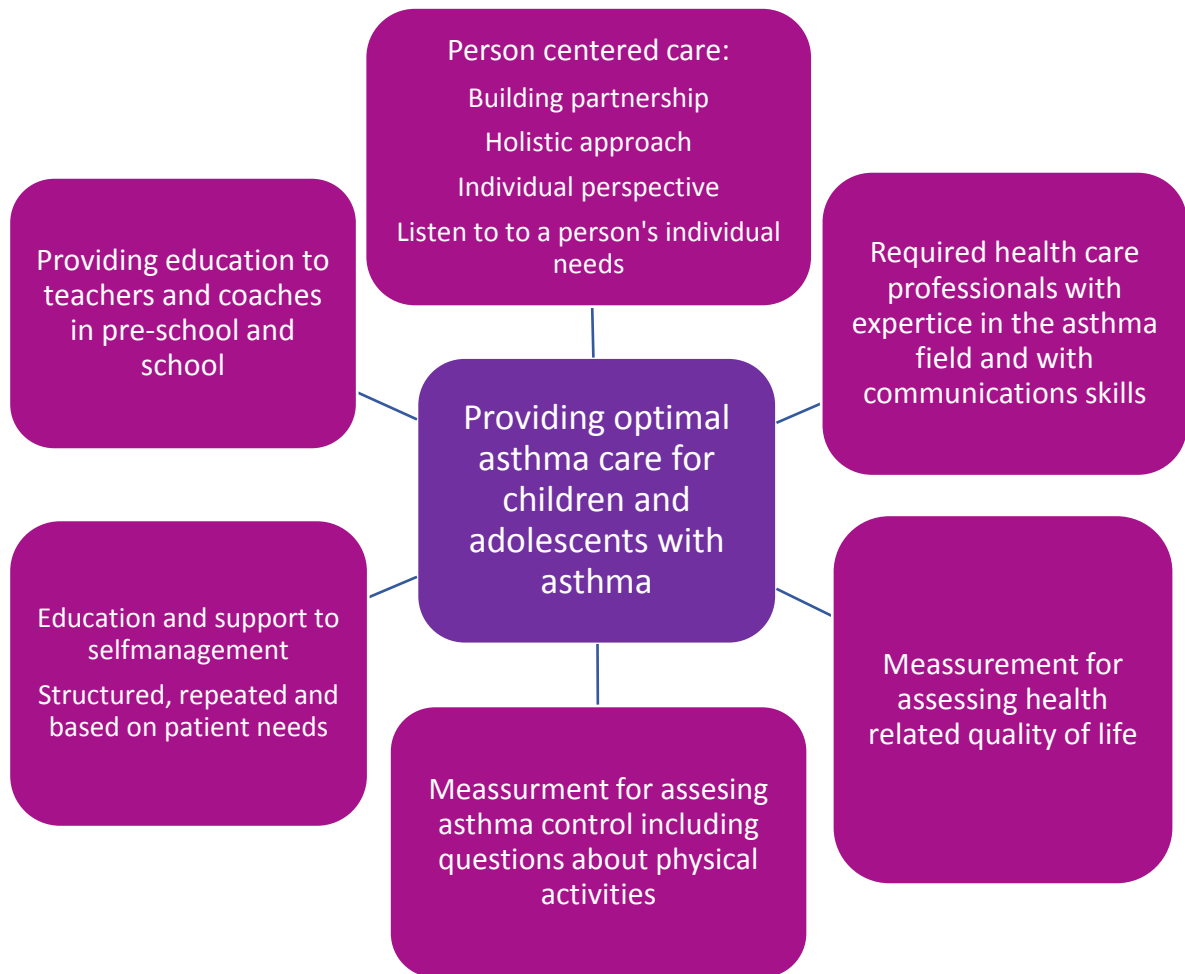 Person centered care:
Building partnership
Holistic approach
Individual perspective
Listen to to a person's individual
needs
Required health care
professionals with
expertice in the asthma
field and with
communications skills
Meassurement for
assessing health
related quality of life
Meassurment for assesing
asthma control including
questions about physical
activities
Education and support to
selfmanagement
Structured, repeated and
based on patient needs
Providing education to
teachers and coaches
in pre-school and
school
Providing optimal
asthma care for
children and
adolescents with
asthma